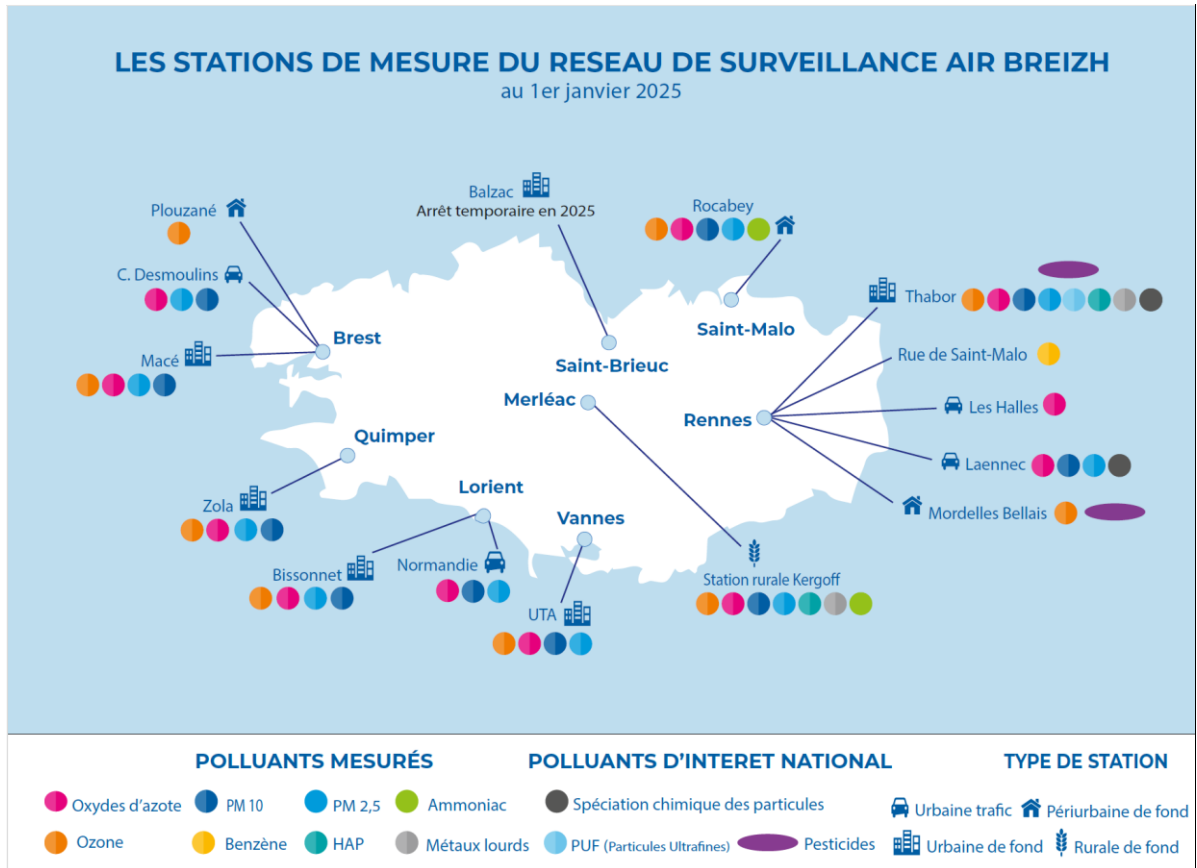 LES STATIONS DE MESURE DU RESEAU DE SURVEILLANCE AIR BREIZH
au 1er janvier 2025
Balzac
Arrêt temporaire en 2025
Plouzané
Rocabey
C. Desmoulins
Thabor
Macé
Brest
Saint-Malo
Saint-Brieuc
Rue de Saint-Malo
Merléac
Rennes
Les Halles
Quimper
Laennec
Zola
Lorient
Vannes
Mordelles Bellais
Bissonnet
Normandie
UTA
Station rurale Kergoff
POLLUANTS MESURÉS
Oxydes d'azote
PM 10
PM 2,5
Ammoniac
Ozone
Benzène
HAP
Métaux lourds
POLLUANTS D'INTERET NATIONAL
Spéciation chimique des particules
PUF (Particules Ultrafines)
Pesticides
TYPE DE STATION
Urbaine trafic
Périurbaine de fond
Urbaine de fond
Rurale de fond